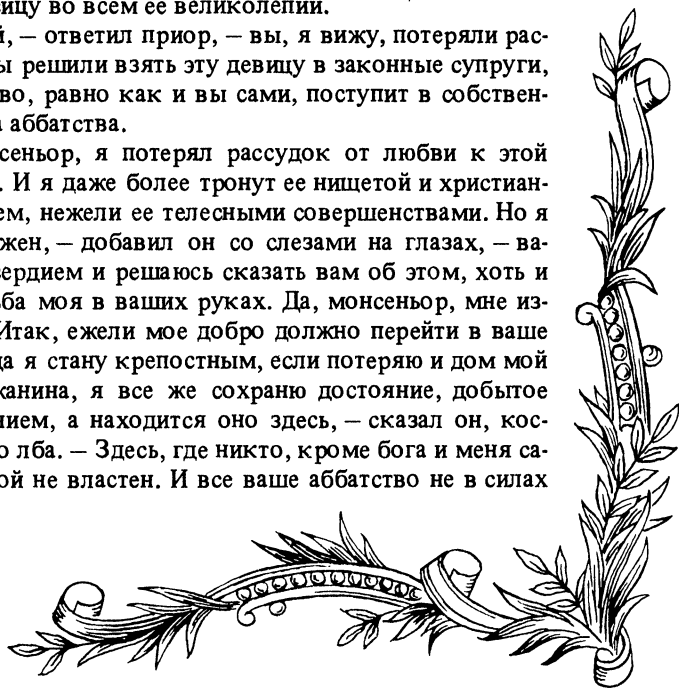 зицу во всем ее великолепии.
й, — ответил приор, — вы, я вижу, потеряли рас-
ы решили взять эту девицу в законные супруги,
во, равно как и вы сами, поступит в собствен-
а аббатства.
сеньор, я потерял рассудок от любви к этой
. И я даже более тронут ее нищетой и христиан-
ем, нежели ее телесными совершенствами. Но я
жен, — добавил он со слезами на глазах, — ва-
ердием и решаюсь сказать вам об этом, хоть и
ба моя в ваших руках. Да, монсеньор, мне из-
Итак, ежели мое добро должно перейти в ваше
да я стану крепостным, если потеряю и дом мой
жанина, я все же сохраню достояние, добытое
нием, а находится оно здесь, — сказал он, кос-
о лба. — Здесь, где никто, кроме бога и меня са-
ой не властен. И все ваше аббатство не в силах